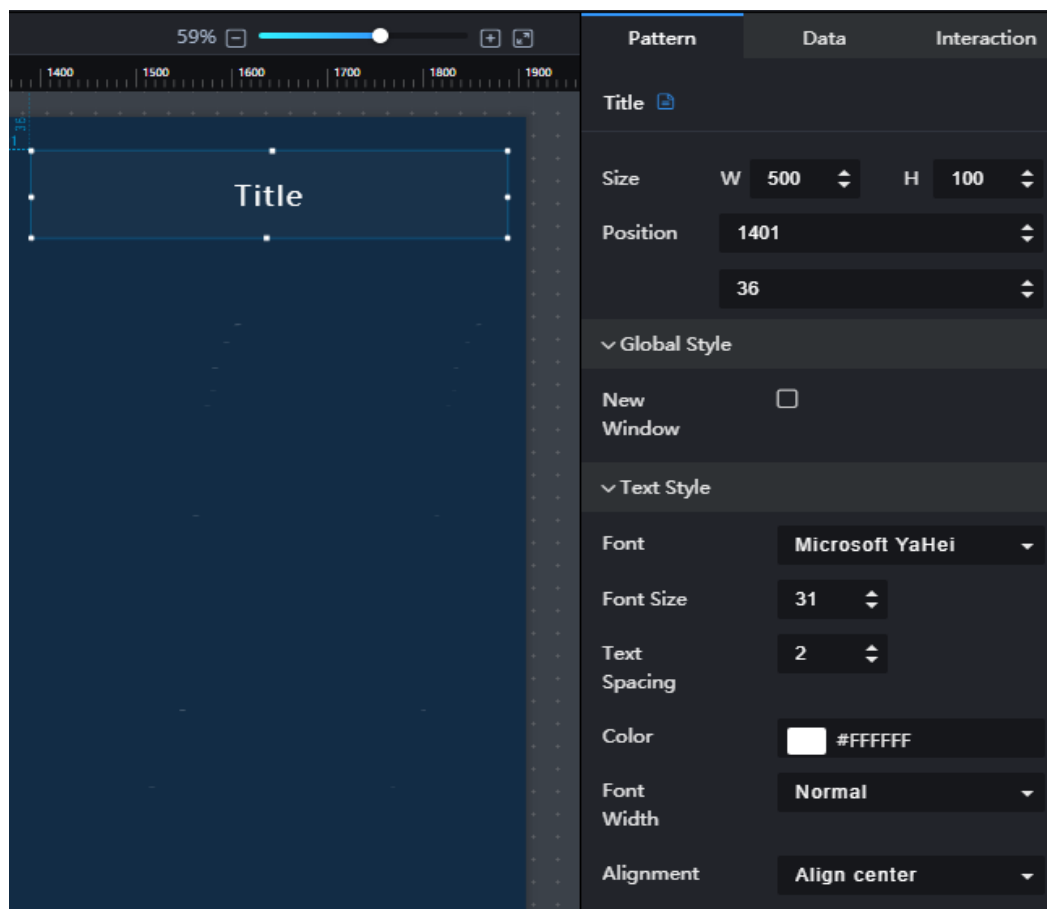 59%
1400 1500 1600 1700 1800 1900
36
1
Title
Pattern Data Interaction
Title
Size W 500 H 100
Position 1401
36
Global Style
New
Window
Text Style
Font Microsoft YaHei
Font Size 31
Text
Spacing 2
Color #FFFFFF
Font
Width Normal
Alignment Align center